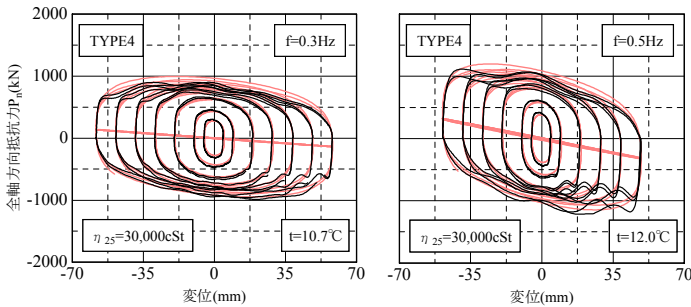 全軸方向抵抗力Pn(kN)
2000
1000
0
-1000
-2000
TYPE4
f=0.3Hz
η25=30,000cSt
t=10.7℃
-70
-35
0
35
70
変位(mm)
TYPE4
f=0.5Hz
η25=30,000cSt
t=12.0℃
-70
-35
0
35
70
変位(mm)